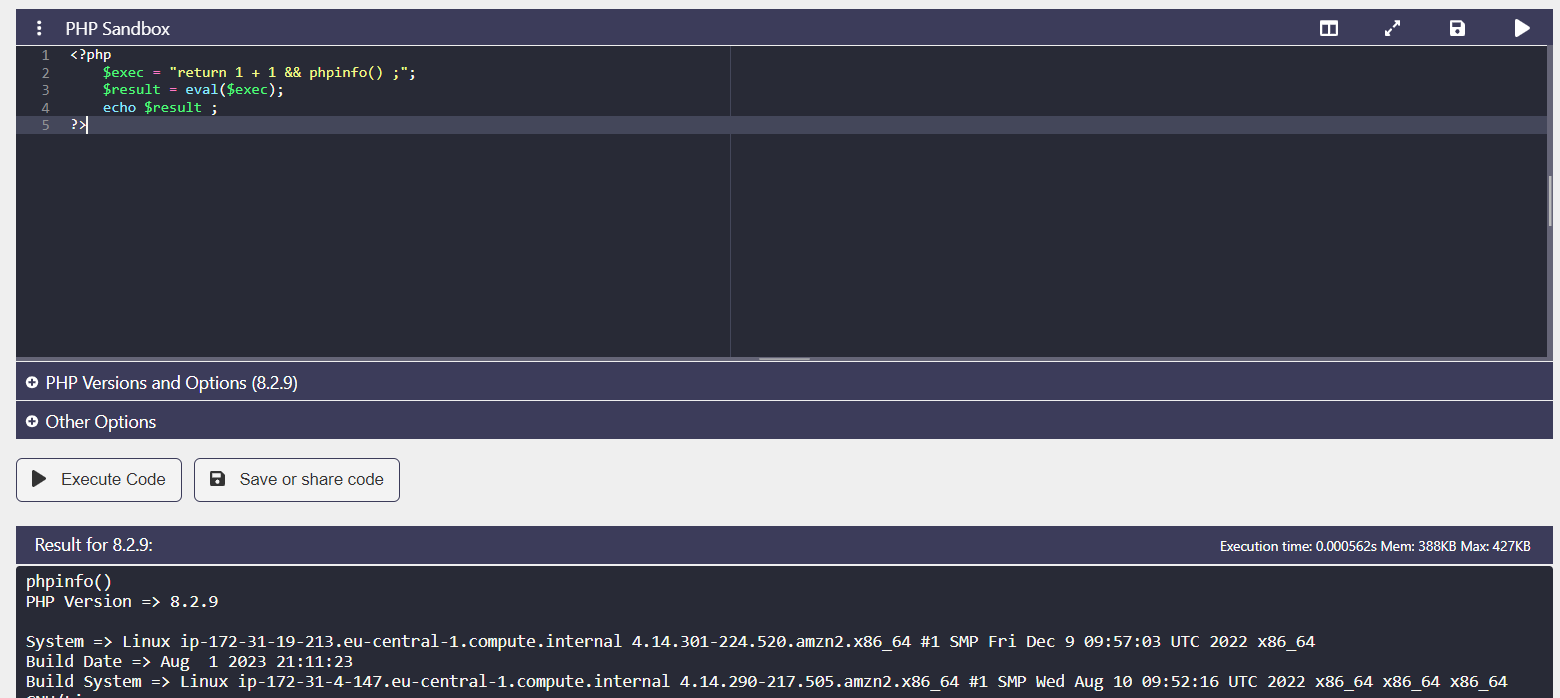 PHP Sandbox
1 <?php
2 $exec = "return 1 + 1 && phpinfo() ;";
3 $result = eval($exec);
4 echo $result ;
5 ?>
PHP Versions and Options (8.2.9)
Other Options
Execute Code Save or share code
Result for 8.2.9: Execution time: 0.000562s Mem: 388KB Max: 427KB
phpinfo()
PHP Version => 8.2.9
System => Linux ip-172-31-19-213.eu-central-1.compute.internal 4.14.301-224.520.amzn2.x86_64 #1 SMP Fri Dec 9 09:57:03 UTC 2022 x86_64
Build Date => Aug  1 2023 21:11:23
Build System => Linux ip-172-31-4-147.eu-central-1.compute.internal 4.14.290-217.505.amzn2.x86_64 #1 SMP Wed Aug 10 09:52:16 UTC 2022 x86_64 x86_64 x86_64